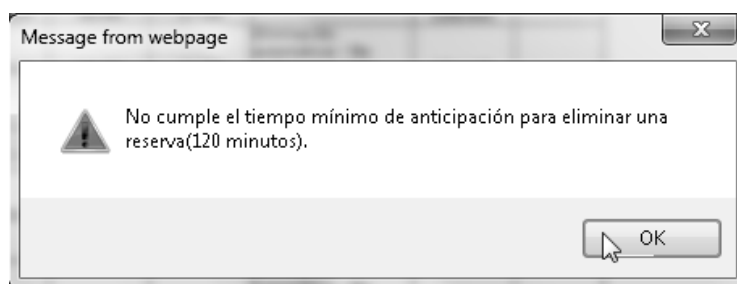 Message from webpage
No cumple el tiempo mínimo de anticipación para eliminar una
reserva(120 minutos).
OK